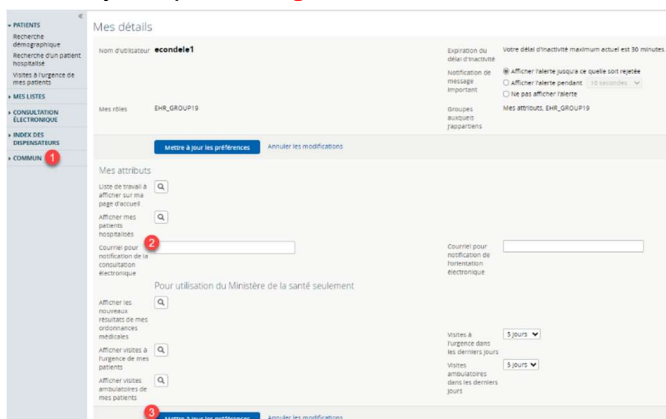 «
PATIENTS
Recherche
démographique
Recherche d'un patient
hospitalisé
Visites à l'urgence de
mes patients
MES LISTES
CONSULTATION
ÉLECTRONIQUE
INDEX DES
DISPENSATEURS
COMMUN 1
Mes détails
Nom d'utilisateur econdele1
Expiration du
délai d'inactivité
Votre délai d'inactivité maximum actuel est 30 minutes.
Notification de
message
important
Afficher l'alerte jusqu'à ce quelle soit rejetée
Afficher l'alerte pendant 10 secondes
Ne pas afficher l'alerte
Mes rôles EHR_GROUP19
Groupes
auxquels
j'appartiens
Mes attributs, EHR_GROUP19
Mettre à jour les préférences Annuler les modifications
Mes attributs
Liste de travail à
afficher sur ma
page d'accueil
Afficher mes
patients
hospitalisés
2
Courriel pour
notification de la
consultation
électronique
Courriel pour
notification de
l'orientation
électronique
Pour utilisation du Ministère de la santé seulement
Afficher les
nouveaux
résultats de mes
ordonnances
médicales
Visites à
l'urgence dans
les derniers jours
5 jours
Afficher visites à
l'urgence de mes
patients
Visites
ambulatoires
dans les derniers
jours
5 jours
Afficher visites
ambulatoires de
mes patients
3
Mettre à jour les préférences Annuler les modifications